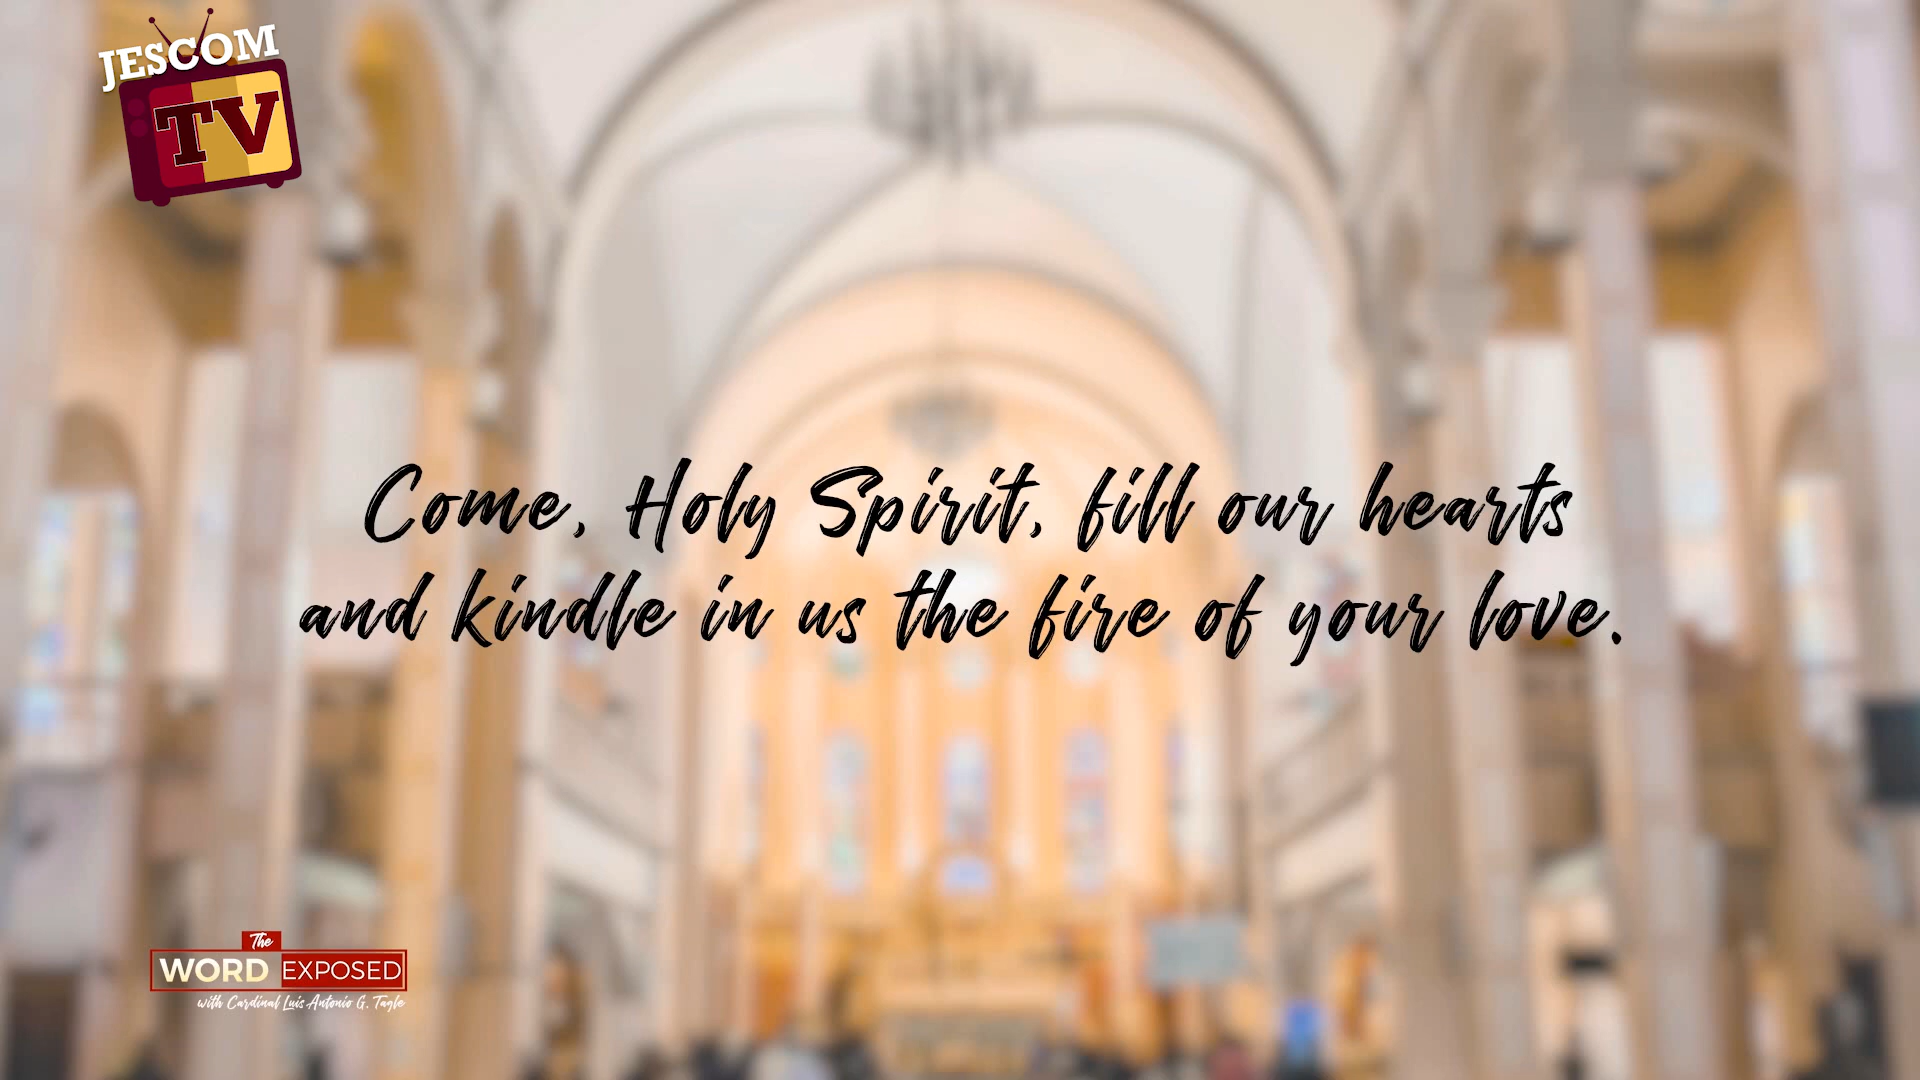 JESCOM
TV
Come, Holy Spirit, fill our hearts
and kindle in us the fire of your love.
The
WORD EXPOSED
with Cardinal Luis Antonio G. Tagle